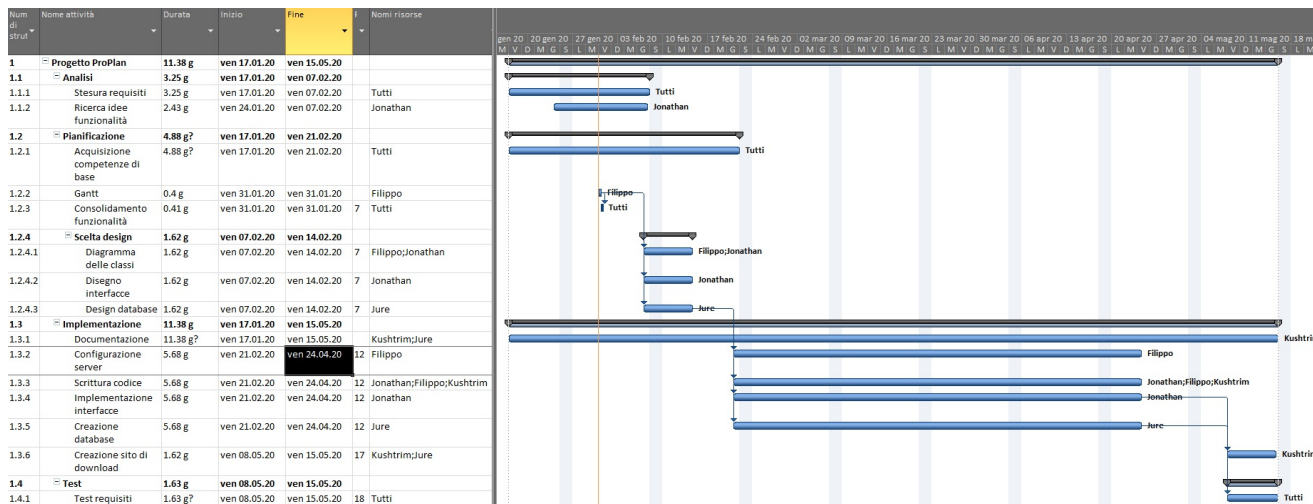 Num di strut Nome attività Durata Inizio Fine F Nomi risorse
gen 20 20 gen 20 27 gen 20 03 feb 20 10 feb 20 17 feb 20 24 feb 20 02 mar 20 09 mar 20 16 mar 20 23 mar 20 30 mar 20 06 apr 20 13 apr 20 20 apr 20 27 apr 20 04 mag 20 11 mag 20 18 m
1 Progetto ProPlan 11.38 g ven 17.01.20 ven 15.05.20
1.1 Analisi 3.25 g ven 17.01.20 ven 07.02.20
1.1.1 Stesura requisiti 3.25 g ven 17.01.20 ven 07.02.20 Tutti Tutti
1.1.2 Ricerca idee funzionalità 2.43 g ven 24.01.20 ven 07.02.20 Jonathan Jonathan
1.2 Pianificazione 4.88 g? ven 17.01.20 ven 21.02.20
1.2.1 Acquisizione competenze di base 4.88 g? ven 17.01.20 ven 21.02.20 Tutti Tutti
1.2.2 Gantt 0.4 g ven 31.01.20 ven 31.01.20 Filippo Filippo
1.2.3 Consolidamento funzionalità 0.41 g ven 31.01.20 ven 31.01.20 7 Tutti Tutti
1.2.4 Scelta design 1.62 g ven 07.02.20 ven 14.02.20
1.2.4.1 Diagramma delle classi 1.62 g ven 07.02.20 ven 14.02.20 7 Filippo;Jonathan Filippo;Jonathan
1.2.4.2 Disegno interfacce 1.62 g ven 07.02.20 ven 14.02.20 7 Jonathan Jonathan
1.2.4.3 Design database 1.62 g ven 07.02.20 ven 14.02.20 7 Jure Jure
1.3 Implementazione 11.38 g ven 17.01.20 ven 15.05.20
1.3.1 Documentazione 11.38 g? ven 17.01.20 ven 15.05.20 Kushtrim;Jure Kushtrim
1.3.2 Configurazione server 5.68 g ven 21.02.20 ven 24.04.20 12 Filippo Filippo
1.3.3 Scrittura codice 5.68 g ven 21.02.20 ven 24.04.20 12 Jonathan;Filippo;Kushtrim Jonathan;Filippo;Kushtrim
1.3.4 Implementazione interfacce 5.68 g ven 21.02.20 ven 24.04.20 12 Jonathan Jonathan
1.3.5 Creazione database 5.68 g ven 21.02.20 ven 24.04.20 12 Jure Jure
1.3.6 Creazione sito di download 1.62 g ven 08.05.20 ven 15.05.20 17 Kushtrim;Jure Kushtrim
1.4 Test 1.63 g ven 08.05.20 ven 15.05.20
1.4.1 Test requisiti 1.63 g? ven 08.05.20 ven 15.05.20 18 Tutti Tutti